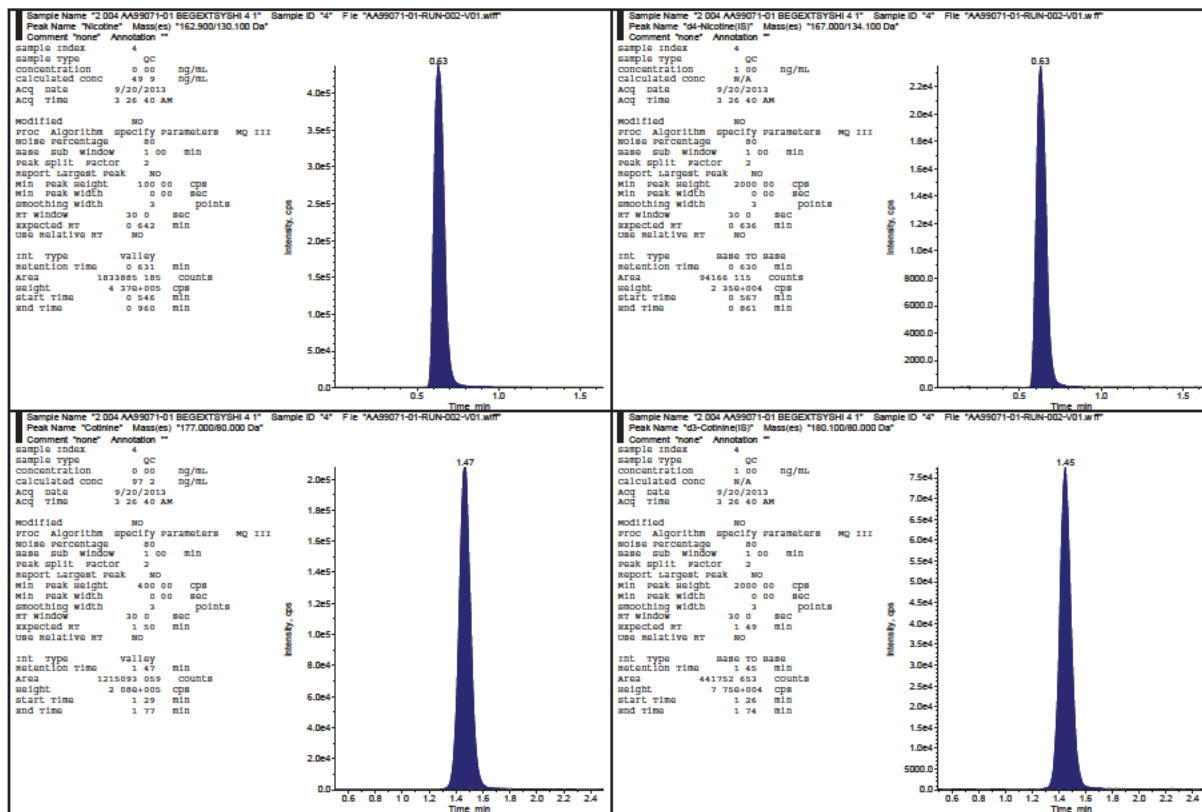 Sample Name "2 004 AA99071-01 BEGEXTSYSHI 4 1" Sample ID "4" File "AA99071-01-RUN-002-V01.wiff"
Peak Name "Nicotine" Mass(es) "162.900/130.100 Da"
Comment "none" Annotation ""
Sample Index 4
Sample Type QC
Concentration 0 00 ng/mL
Calculated Conc 49 9 ng/mL
Acq Date 9/20/2013
Acq Time 3 26 40 AM
Modified NO
Proc Algorithm Specify Parameters MQ III
Noise Percentage 80
Base Sub Window 1 00 min
Peak Split Factor 2
Report Largest Peak NO
Min Peak Height 100 00 cps
Min Peak Width 0 00 sec
Smoothing Width 3 points
RT Window 30 0 sec
Expected RT 0 642 min
Use Relative RT NO
Int Type Valley
Retention Time 0 631 min
Area 1833885 185 counts
Height 4 37e+005 cps
Start Time 0 546 min
End Time 0 960 min
0.63
Intensity, cps
4.0e5
3.5e5
3.0e5
2.5e5
2.0e5
1.5e5
1.0e5
5.0e4
0.0
0.5 1.0 1.5
Time, min
Sample Name "2 004 AA99071-01 BEGEXTSYSHI 4 1" Sample ID "4" File "AA99071-01-RUN-002-V01.wiff"
Peak Name "d4-Nicotine(IS)" Mass(es) "167.000/134.100 Da"
Comment "none" Annotation ""
Sample Index 4
Sample Type QC
Concentration 1 00 ng/mL
Calculated Conc N/A
Acq Date 9/20/2013
Acq Time 3 26 40 AM
Modified NO
Proc Algorithm Specify Parameters MQ III
Noise Percentage 80
Base Sub Window 1 00 min
Peak Split Factor 2
Report Largest Peak NO
Min Peak Height 2000 00 cps
Min Peak Width 0 00 sec
Smoothing Width 3 points
RT Window 30 0 sec
Expected RT 0 636 min
Use Relative RT NO
Int Type Base To Base
Retention Time 0 630 min
Area 94166 115 counts
Height 2 35e+004 cps
Start Time 0 567 min
End Time 0 861 min
0.63
Intensity, cps
2.2e4
2.0e4
1.8e4
1.6e4
1.4e4
1.2e4
1.0e4
8000.0
6000.0
4000.0
2000.0
0.0
0.5 1.0 1.5
Time, min
Sample Name "2 004 AA99071-01 BEGEXTSYSHI 4 1" Sample ID "4" File "AA99071-01-RUN-002-V01.wiff"
Peak Name "Cotinine" Mass(es) "177.000/80.000 Da"
Comment "none" Annotation ""
Sample Index 4
Sample Type QC
Concentration 0 00 ng/mL
Calculated Conc 97 2 ng/mL
Acq Date 9/20/2013
Acq Time 3 26 40 AM
Modified NO
Proc Algorithm Specify Parameters MQ III
Noise Percentage 80
Base Sub Window 1 00 min
Peak Split Factor 2
Report Largest Peak NO
Min Peak Height 400 00 cps
Min Peak Width 0 00 sec
Smoothing Width 3 points
RT Window 30 0 sec
Expected RT 1 50 min
Use Relative RT NO
Int Type Valley
Retention Time 1 47 min
Area 1215093 059 counts
Height 2 08e+005 cps
Start Time 1 29 min
End Time 1 77 min
1.47
Intensity, cps
2.0e5
1.8e5
1.6e5
1.4e5
1.2e5
1.0e5
8.0e4
6.0e4
4.0e4
2.0e4
0.0
0.6 0.8 1.0 1.2 1.4 1.6 1.8 2.0 2.2 2.4
Time, min
Sample Name "2 004 AA99071-01 BEGEXTSYSHI 4 1" Sample ID "4" File "AA99071-01-RUN-002-V01.wiff"
Peak Name "d3-Cotinine(IS)" Mass(es) "180.100/80.000 Da"
Comment "none" Annotation ""
Sample Index 4
Sample Type QC
Concentration 1 00 ng/mL
Calculated Conc N/A
Acq Date 9/20/2013
Acq Time 3 26 40 AM
Modified NO
Proc Algorithm Specify Parameters MQ III
Noise Percentage 80
Base Sub Window 1 00 min
Peak Split Factor 2
Report Largest Peak NO
Min Peak Height 2000 00 cps
Min Peak Width 0 00 sec
Smoothing Width 3 points
RT Window 30 0 sec
Expected RT 1 49 min
Use Relative RT NO
Int Type Base To Base
Retention Time 1 45 min
Area 441752 653 counts
Height 7 75e+004 cps
Start Time 1 26 min
End Time 1 74 min
1.45
Intensity, cps
7.5e4
7.0e4
6.5e4
6.0e4
5.5e4
5.0e4
4.5e4
4.0e4
3.5e4
3.0e4
2.5e4
2.0e4
1.5e4
1.0e4
5000.0
0.0
0.6 0.8 1.0 1.2 1.4 1.6 1.8 2.0 2.2 2.4
Time, min